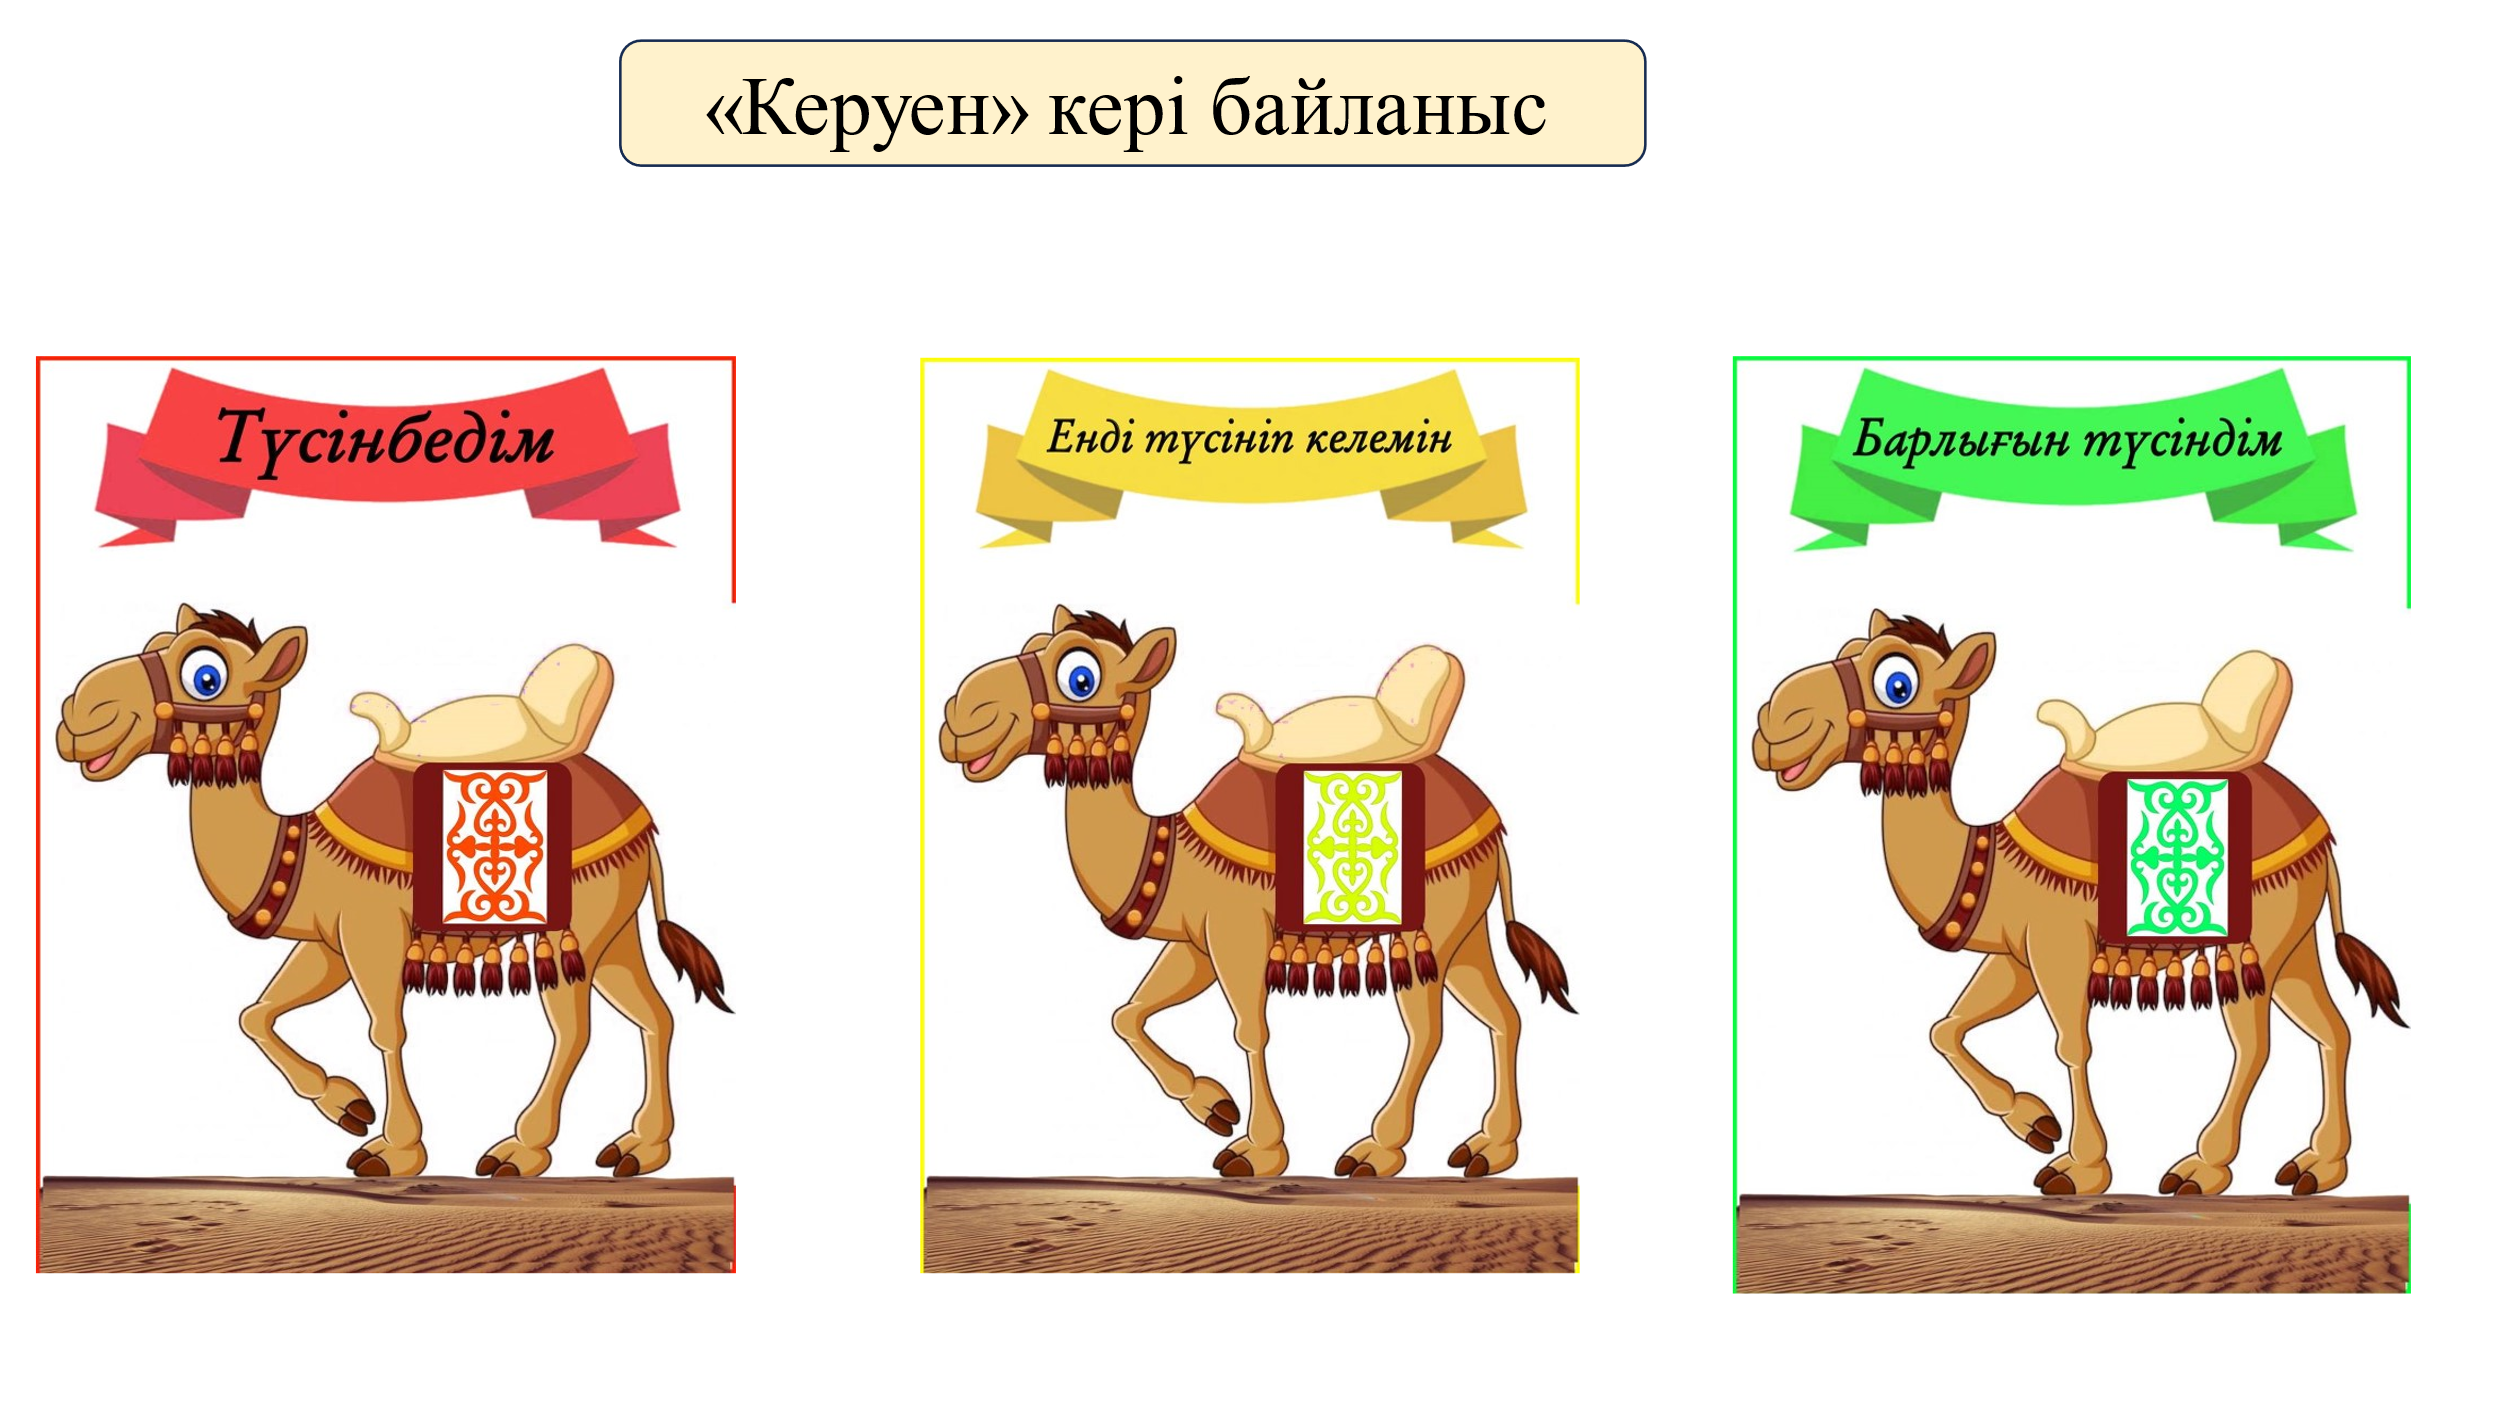 «Керуен» кері байланыс
Түсінбедім
Енді түсініп келемін
Барлығын түсіндім